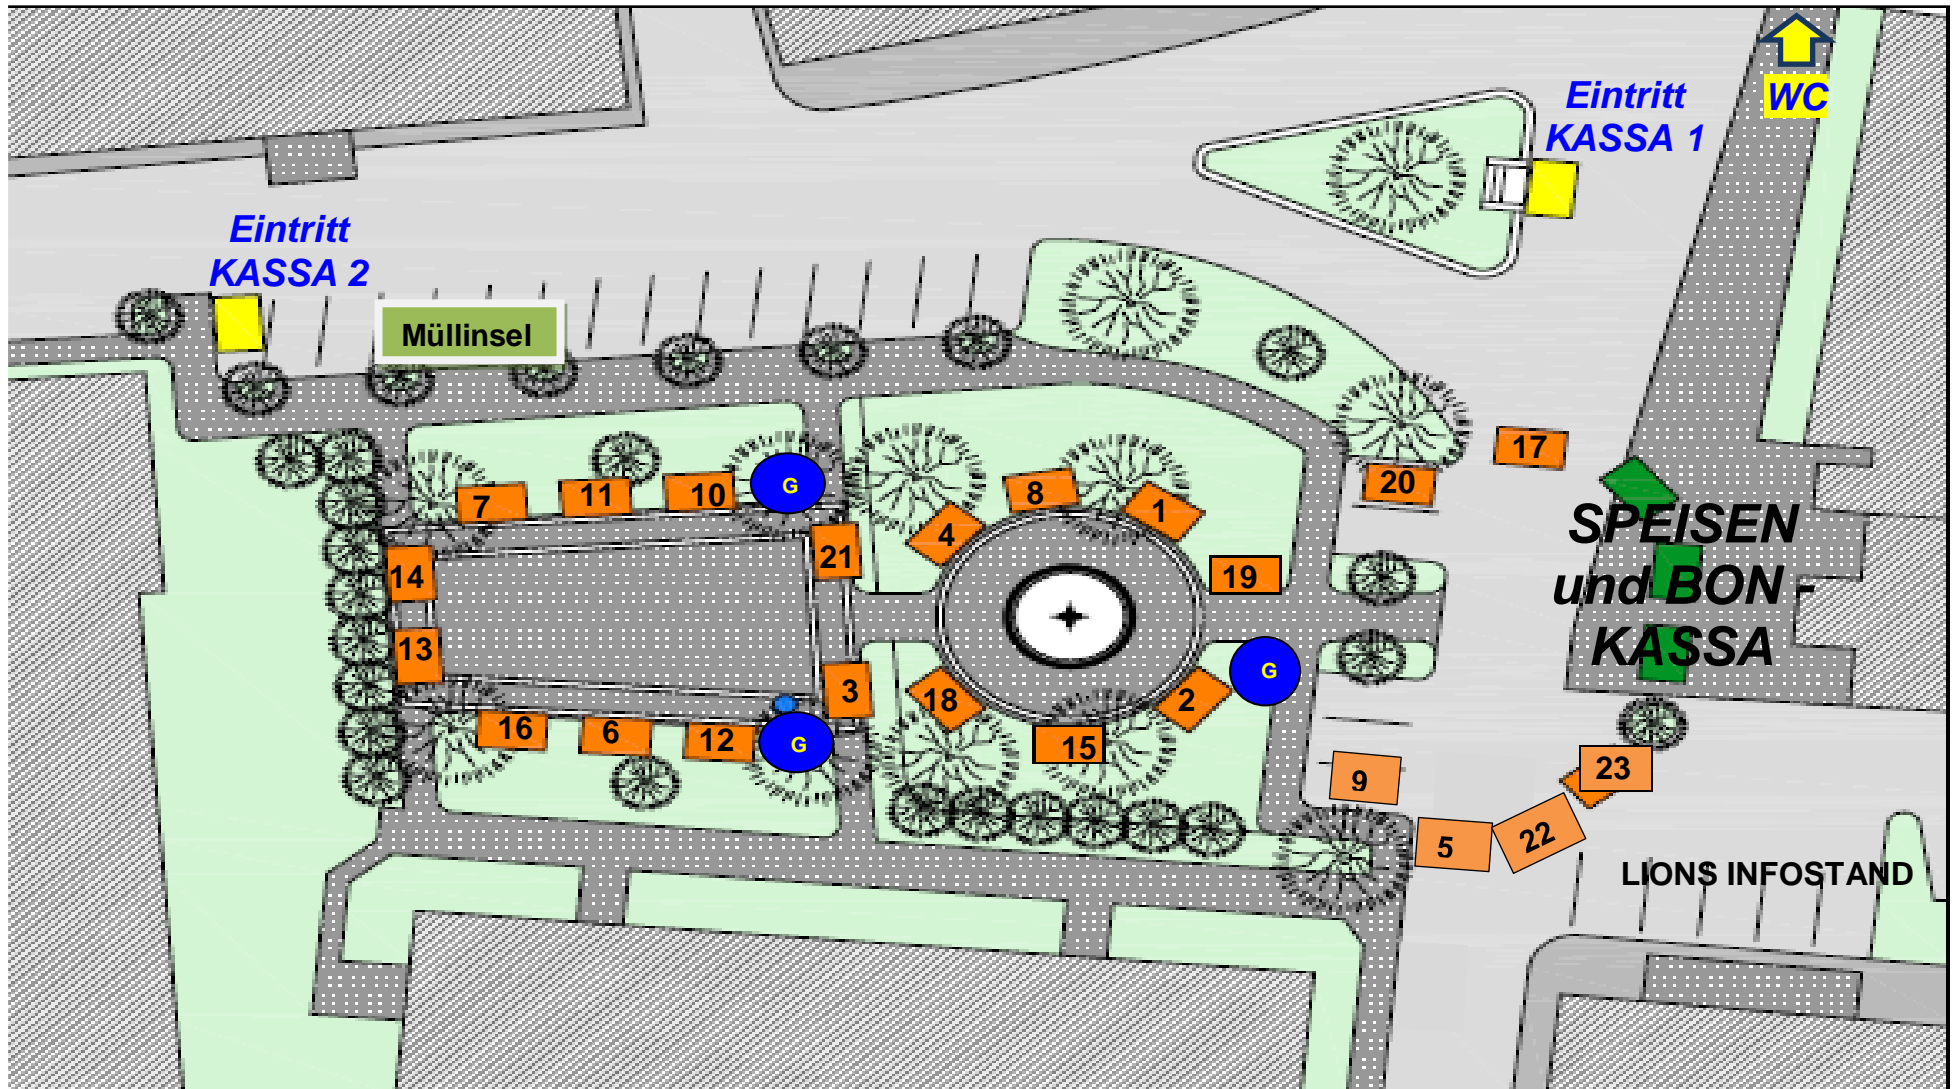 WC
Eintritt
KASSA 1
Eintritt
KASSA 2
Müllinsel
17
20
7
11
10
G
8
1
4
21
14
19
13
3
18
2
G
16
6
12
G
15
SPEISEN
und BON -
KASSA
9
23
5
22
LIONS INFOSTAND